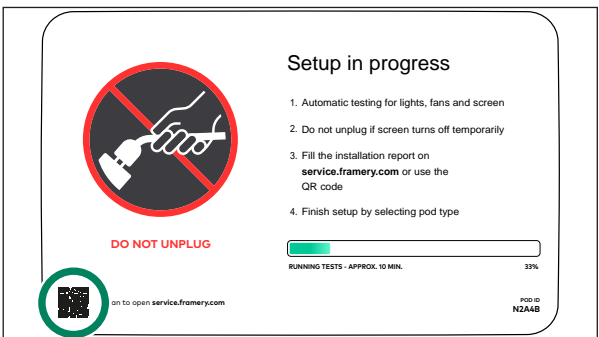 Setup in progress
1. Automatic testing for lights, fans and screen
2. Do not unplug if screen turns off temporarily
3. Fill the installation report on
service.framery.com or use the
QR code
4. Finish setup by selecting pod type
DO NOT UNPLUG
RUNNING TESTS - APPROX. 10 MIN. 33%
an to open service.framery.com
POD ID
N2A4B